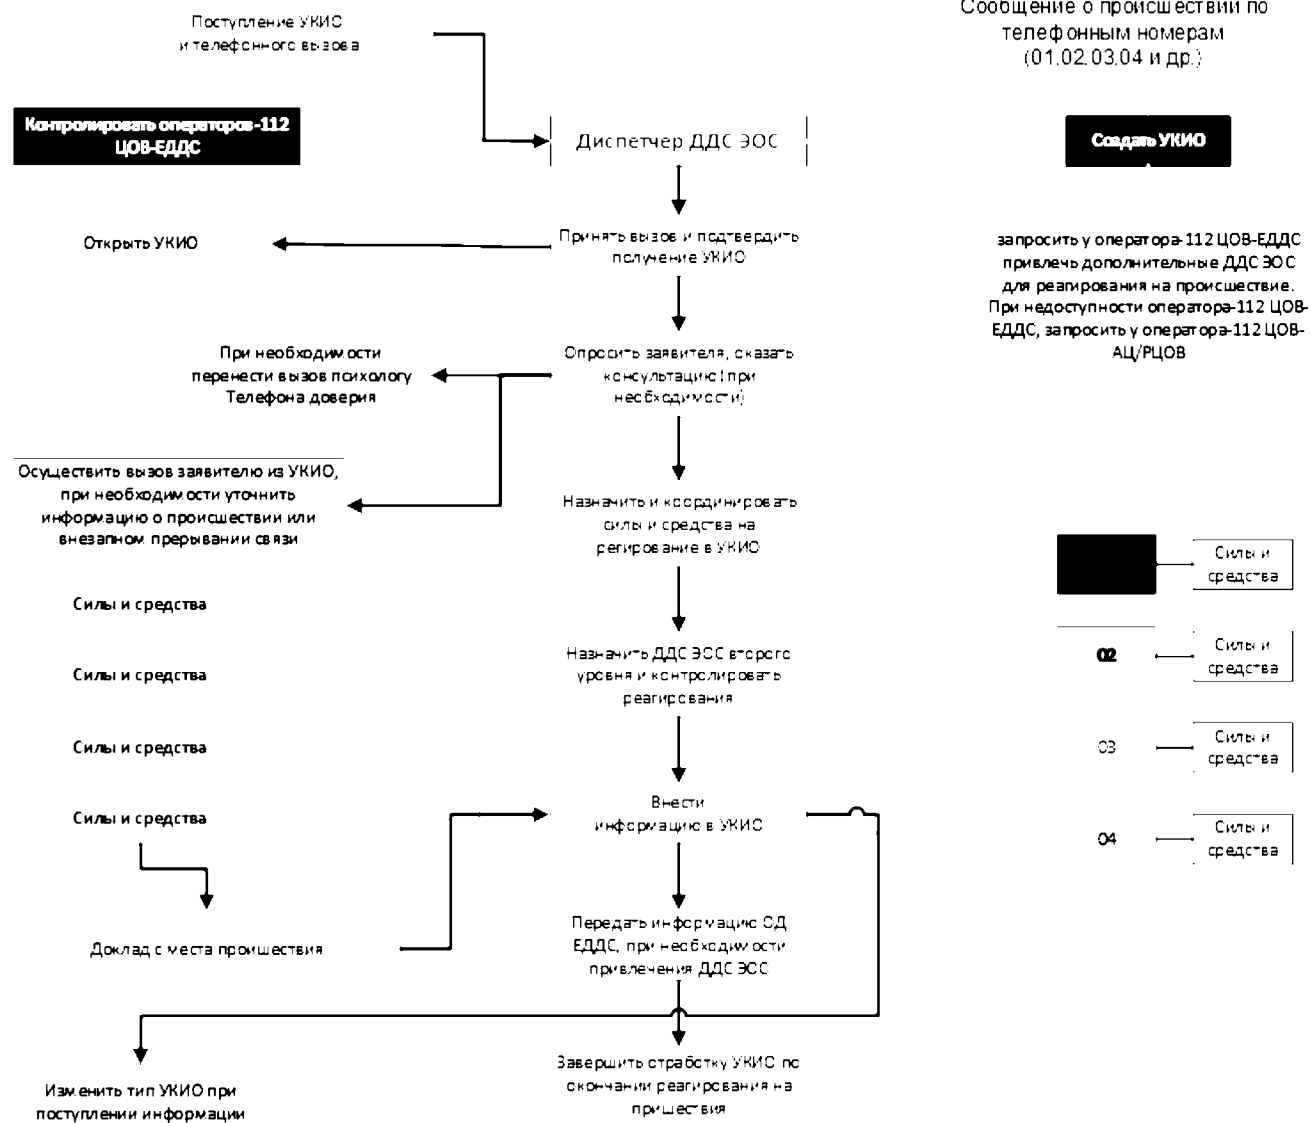 Поступление УКИО
и телефонного вызова
Сообщение о происшествии по
телефонным номерам
(01,02,03,04 и др.)
Контролировать операторов-112
ЦОВ-ЕДДС
Диспетчер ДДС ЭОС
Создать УКИО
Открыть УКИО
Принять вызов и подтвердить
получение УКИО
запросить у оператора-112 ЦОВ-ЕДДС
привлечь дополнительные ДДС ЭОС
для реагирования на происшествие.
При недоступности оператора-112 ЦОВ-
ЕДДС, запросить у оператора-112 ЦОВ-
АЦ/РЦОВ
При необходимости
перенести вызов психологу
Телефона доверия
Опросить заявителя, оказать
консультацию (при
необходимости)
Осуществить вызов заявителю из УКИО,
при необходимости уточнить
информацию о происшествии или
внезапном прерывании связи
Назначить и координировать
силы и средства на
регирование в УКИО
Силы и средства
Силы и средства
Силы и средства
Силы и средства
Назначить ДДС ЭОС второго
уровня и контролировать
реагирования
Силы и
средства
02
Силы и
средства
03
Силы и
средства
04
Силы и
средства
Внести
информацию в УКИО
Доклад с места проишествия
Передать информацию ОД
ЕДДС, при необходимости
привлечения ДДС ЭОС
Изменить тип УКИО при
поступлении информации
Завершить отработку УКИО по
окончании реагирования на
пришествия